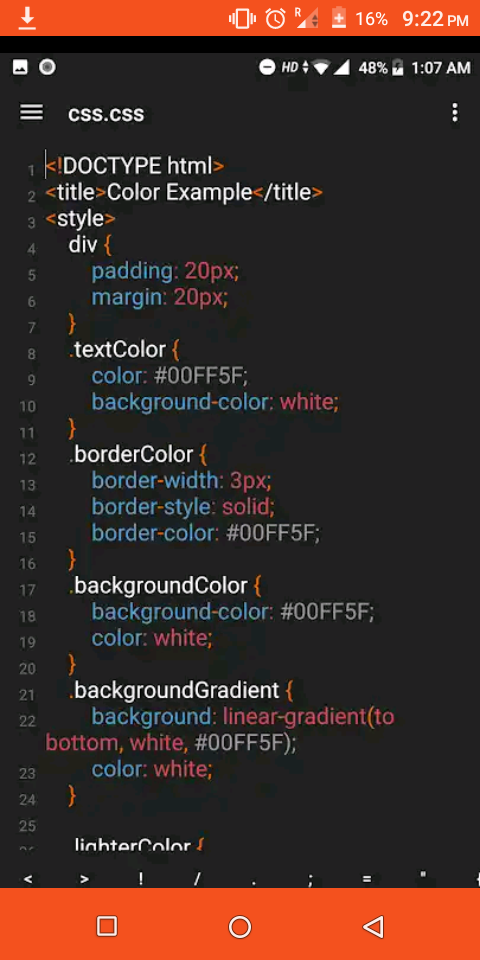 R 16% 9:22 PM
HD 48% 1:07 AM
css.css
1 <!DOCTYPE html>
2 <title>Color Example</title>
3 <style>
4 div {
5 padding: 20px;
6 margin: 20px;
7 }
8 .textColor {
9 color: #00FF5F;
10 background-color: white;
11 }
12 .borderColor {
13 border-width: 3px;
14 border-style: solid;
15 border-color: #00FF5F;
16 }
17 .backgroundColor {
18 background-color: #00FF5F;
19 color: white;
20 }
21 .backgroundGradient {
22 background: linear-gradient(to
bottom, white, #00FF5F);
23 color: white;
24 }
25
26 .lighterColor {
< > ! / . ; = " {